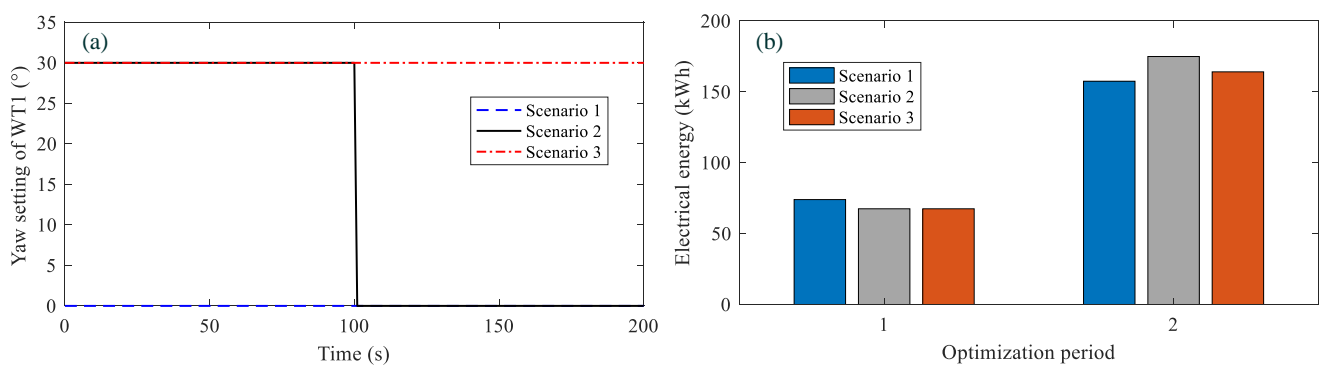 (a)
Yaw setting of WT1 (°)
35
30
25
20
15
10
5
0
Scenario 1
Scenario 2
Scenario 3
0 50 100 150 200
Time (s)
(b)
Electrical energy (kWh)
200
150
100
50
0
Scenario 1
Scenario 2
Scenario 3
1 2
Optimization period